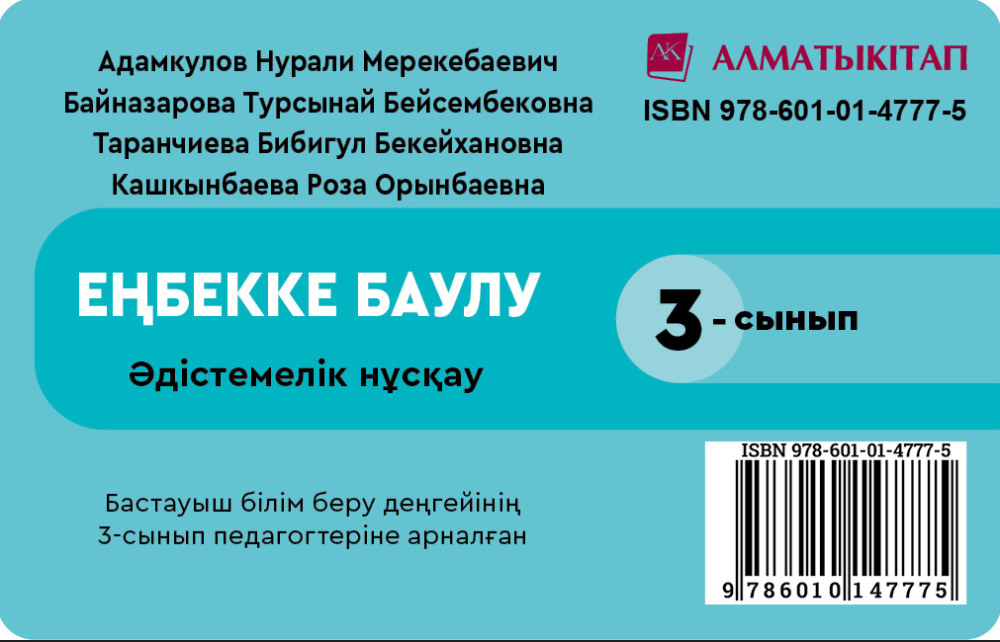 Адамкулов Нурали Мерекебаевич
Байназарова Турсынай Бейсембековна
Таранчиева Бибигул Бекейхановна
Кашкынбаева Роза Орынбаевна
АК АЛМАТЫКІТАП
ISBN 978-601-01-4777-5
ЕҢБЕККЕ БАУЛУ
Әдістемелік нұсқау
3 - сынып
Бастауыш білім беру деңгейінің
3-сынып педагогтеріне арналған
ISBN 978-601-01-4777-5
9 786010 147775